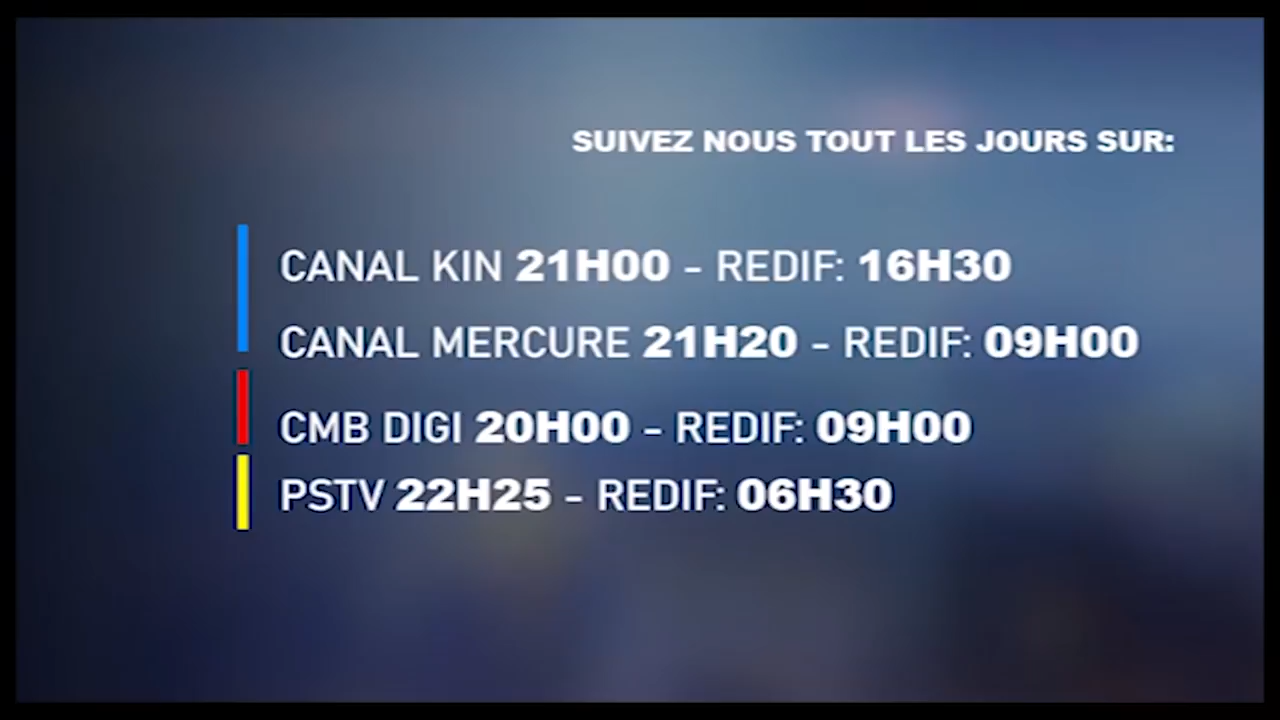 SUIVEZ NOUS TOUT LES JOURS SUR:
CANAL KIN 21H00 - REDIF: 16H30
CANAL MERCURE 21H20 - REDIF: 09H00
CMB DIGI 20H00 - REDIF: 09H00
PSTV 22H25 - REDIF: 06H30